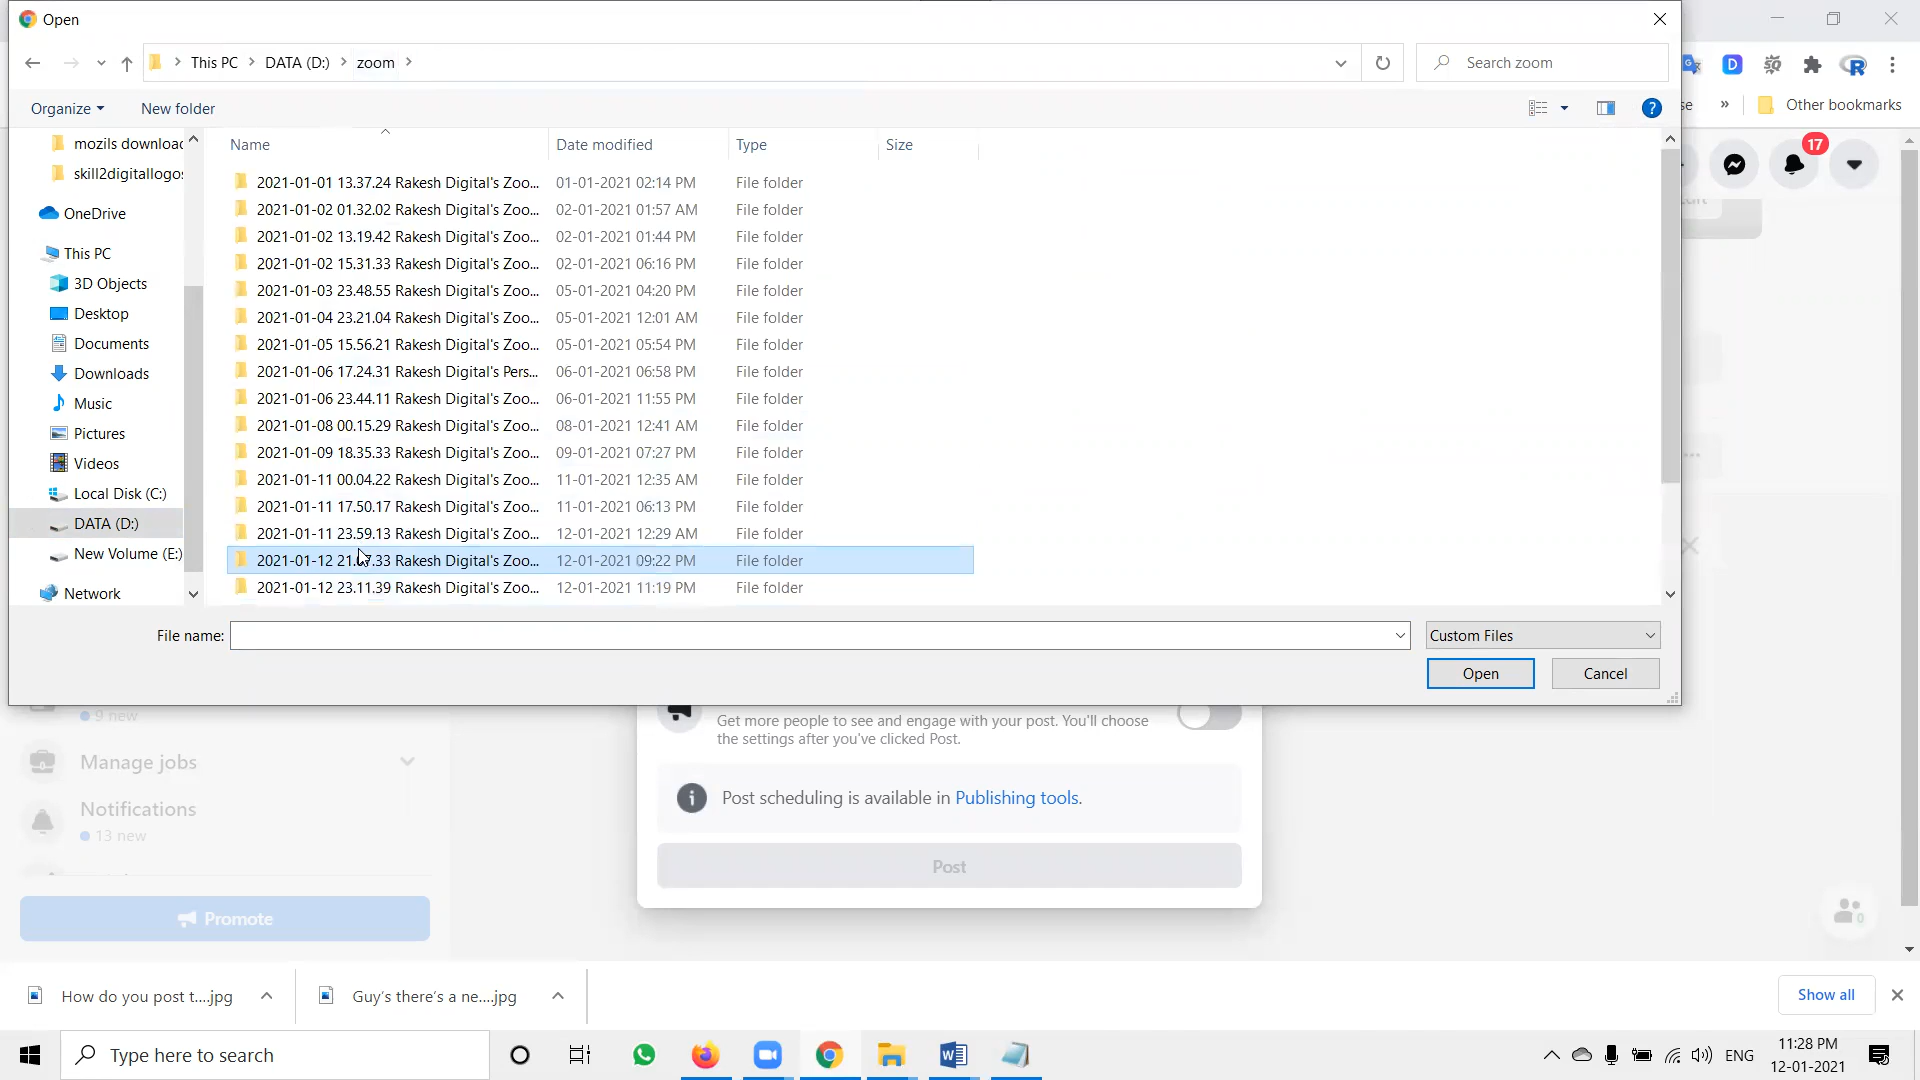 Open
This PC
DATA (D:)
zoom
Search zoom
Organize
New folder
se
»
Other bookmarks
mozils downloac
skill2digitallogos
OneDrive
This PC
3D Objects
Desktop
Documents
Downloads
Music
Pictures
Videos
Local Disk (C:)
DATA (D:)
New Volume (E:)
Network
Name Date modified Type Size
2021-01-01 13.37.24 Rakesh Digital's Zoo... 01-01-2021 02:14 PM File folder
2021-01-02 01.32.02 Rakesh Digital's Zoo... 02-01-2021 01:57 AM File folder
2021-01-02 13.19.42 Rakesh Digital's Zoo... 02-01-2021 01:44 PM File folder
2021-01-02 15.31.33 Rakesh Digital's Zoo... 02-01-2021 06:16 PM File folder
2021-01-03 23.48.55 Rakesh Digital's Zoo... 05-01-2021 04:20 PM File folder
2021-01-04 23.21.04 Rakesh Digital's Zoo... 05-01-2021 12:01 AM File folder
2021-01-05 15.56.21 Rakesh Digital's Zoo... 05-01-2021 05:54 PM File folder
2021-01-06 17.24.31 Rakesh Digital's Pers... 06-01-2021 06:58 PM File folder
2021-01-06 23.44.11 Rakesh Digital's Zoo... 06-01-2021 11:55 PM File folder
2021-01-08 00.15.29 Rakesh Digital's Zoo... 08-01-2021 12:41 AM File folder
2021-01-09 18.35.33 Rakesh Digital's Zoo... 09-01-2021 07:27 PM File folder
2021-01-11 00.04.22 Rakesh Digital's Zoo... 11-01-2021 12:35 AM File folder
2021-01-11 17.50.17 Rakesh Digital's Zoo... 11-01-2021 06:13 PM File folder
2021-01-11 23.59.13 Rakesh Digital's Zoo... 12-01-2021 12:29 AM File folder
2021-01-12 Rakesh Digital's Zoo... 12-01-2021 09:22 PM File folder
2021-01-12 23.11.39 Rakesh Digital's Zoo... 12-01-2021 11:19 PM File folder
17
File name:
Custom Files
Open
Cancel
9 new
Manage jobs
Notifications
13 new
Promote
Get more people to see and engage with your post. You'll choose
the settings after you've clicked Post.
Post scheduling is available in Publishing tools.
Post
0
How do you post t....jpg
Guy's there's a ne....jpg
Show all
Type here to search
ENG
11:28 PM
12-01-2021